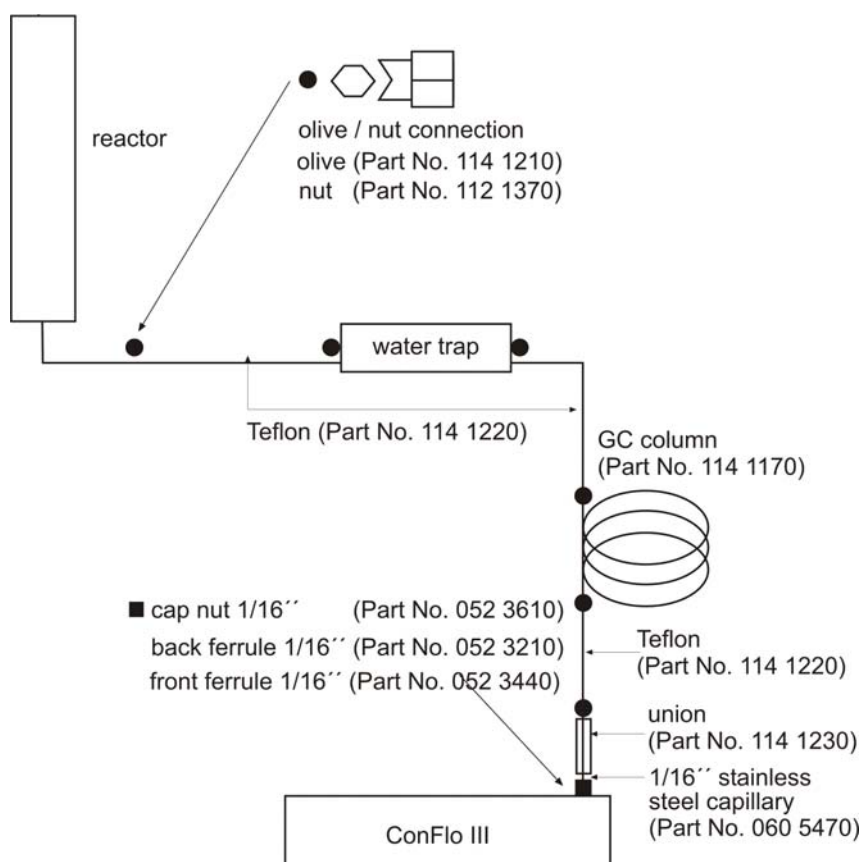 reactor
olive / nut connection
olive (Part No. 114 1210)
nut (Part No. 112 1370)
water trap
Teflon (Part No. 114 1220)
GC column
(Part No. 114 1170)
cap nut 1/16´´ (Part No. 052 3610)
back ferrule 1/16´´ (Part No. 052 3210)
front ferrule 1/16´´ (Part No. 052 3440)
Teflon
(Part No. 114 1220)
union
(Part No. 114 1230)
1/16´´ stainless
steel capillary
(Part No. 060 5470)
ConFlo III